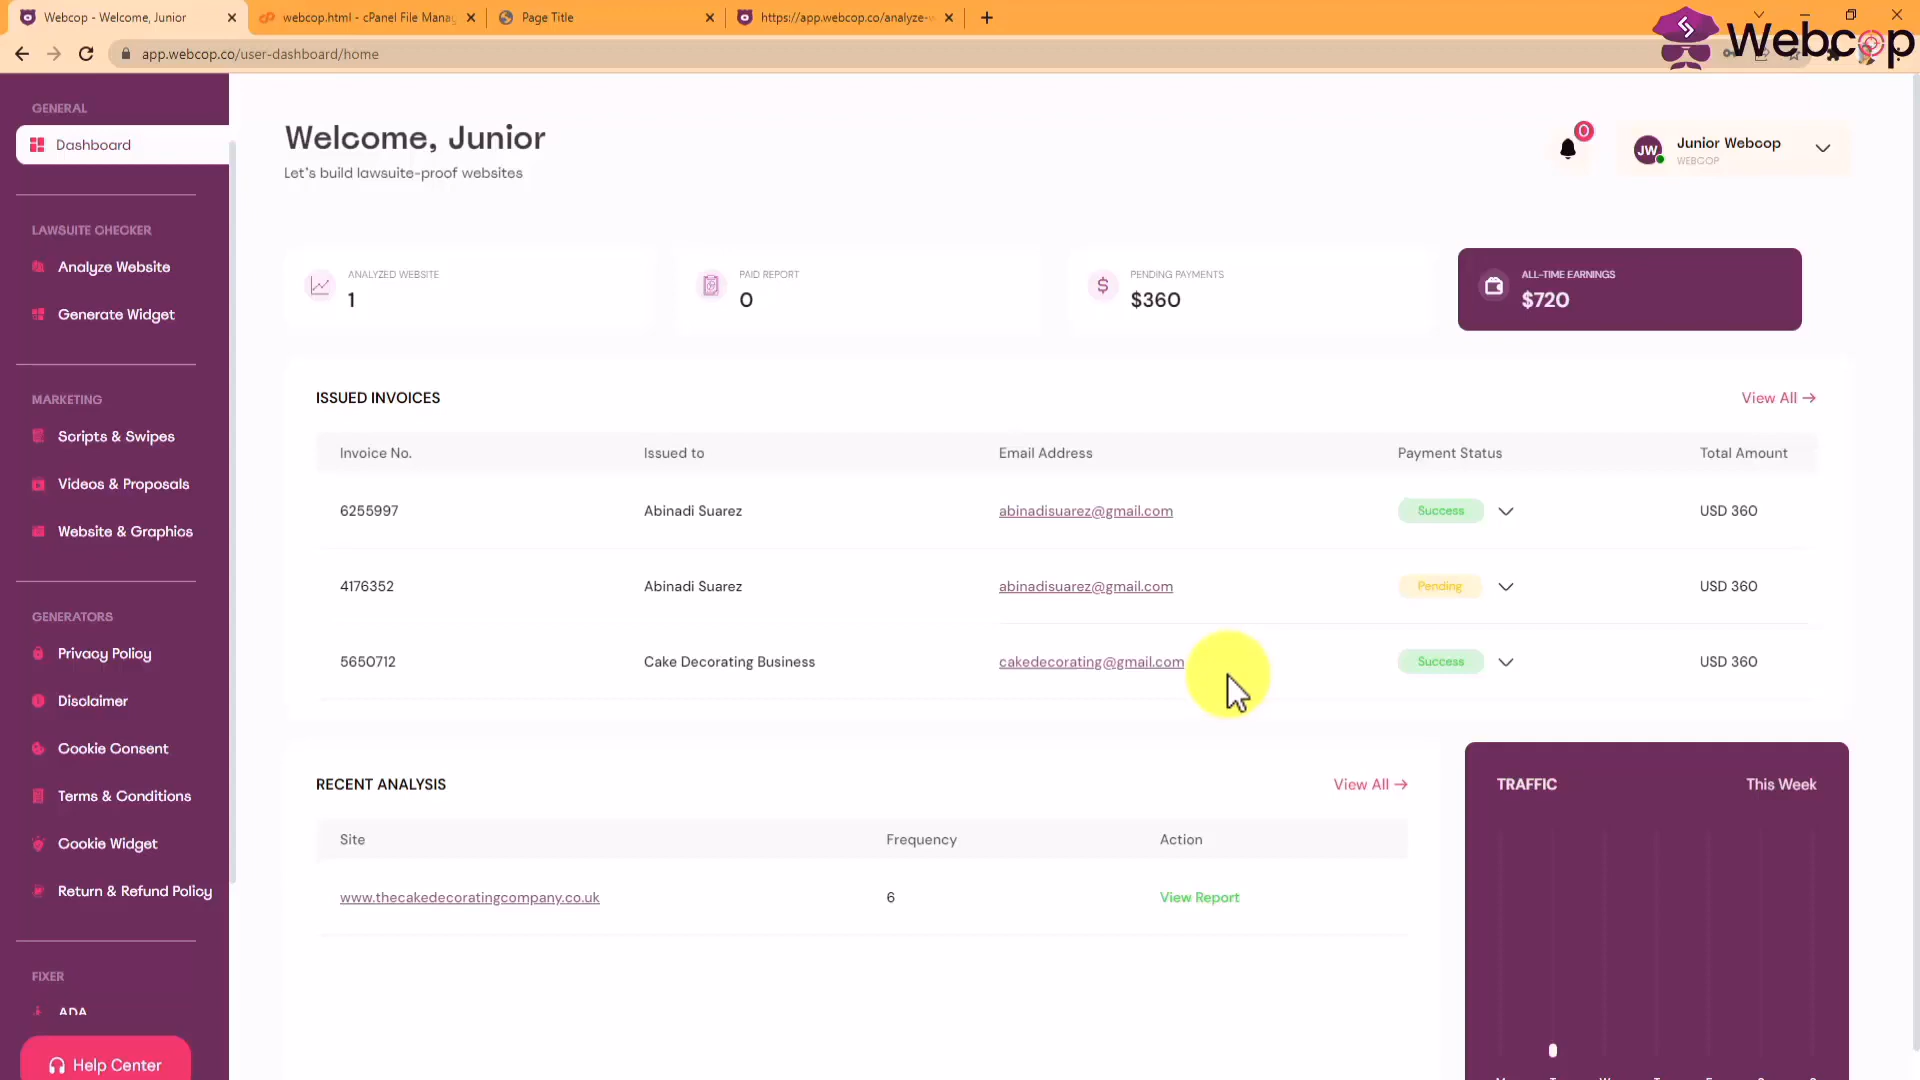 Webcop - Welcome, Junior
webcop.html - cPanel File Manag
Page Title
https://app.webcop.co/analyze-w
app.webcop.co/user-dashboard/home
Webcop
GENERAL
Dashboard
LAWSUITE CHECKER
Analyze Website
Generate Widget
MARKETING
Scripts & Swipes
Videos & Proposals
Website & Graphics
GENERATORS
Privacy Policy
Disclaimer
Cookie Consent
Terms & Conditions
Cookie Widget
Return & Refund Policy
FIXER
ADA
Help Center
Welcome, Junior
Let's build lawsuite-proof websites
0
JW
Junior Webcop
WEBCOP
ANALYZED WEBSITE
1
PAID REPORT
0
PENDING PAYMENTS
$360
ALL-TIME EARNINGS
$720
ISSUED INVOICES
View All →
Invoice No. Issued to Email Address Payment Status Total Amount
6255997 Abinadi Suarez abinadisuarez@gmail.com Success USD 360
4176352 Abinadi Suarez abinadisuarez@gmail.com Pending USD 360
5650712 Cake Decorating Business cakedecorating@gmail.com Success USD 360
RECENT ANALYSIS
View All →
Site Frequency Action
www.thecakedecoratingcompany.co.uk 6 View Report
TRAFFIC
This Week